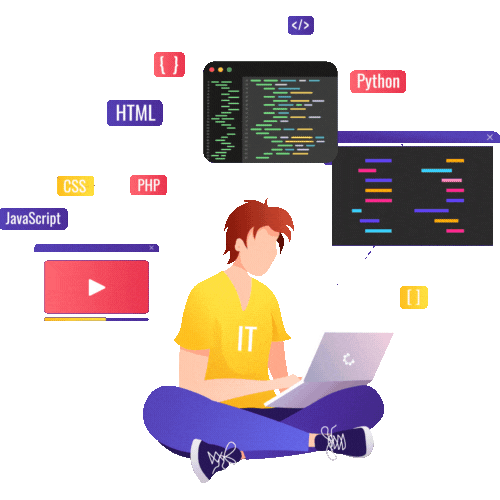 </>
{ }
Python
HTML
CSS
PHP
JavaScript
[ ]
IT